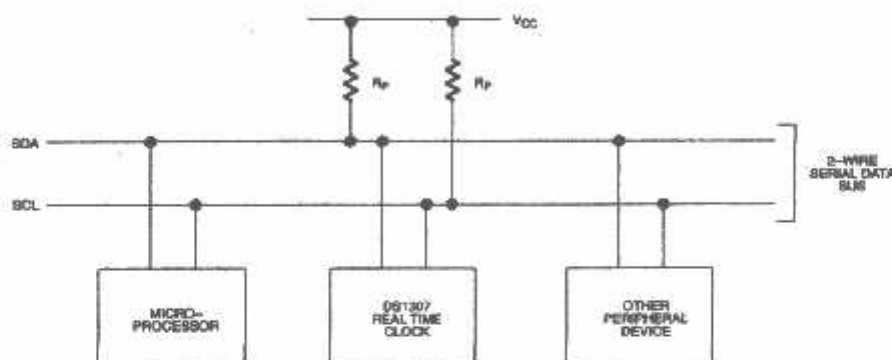 VCC
RP
RP
SDA
2-WIRE
SERIAL DATA
BUS
SCL
MICRO-
PROCESSOR
DS1307
REAL TIME
CLOCK
OTHER
PERIPHERAL
DEVICE